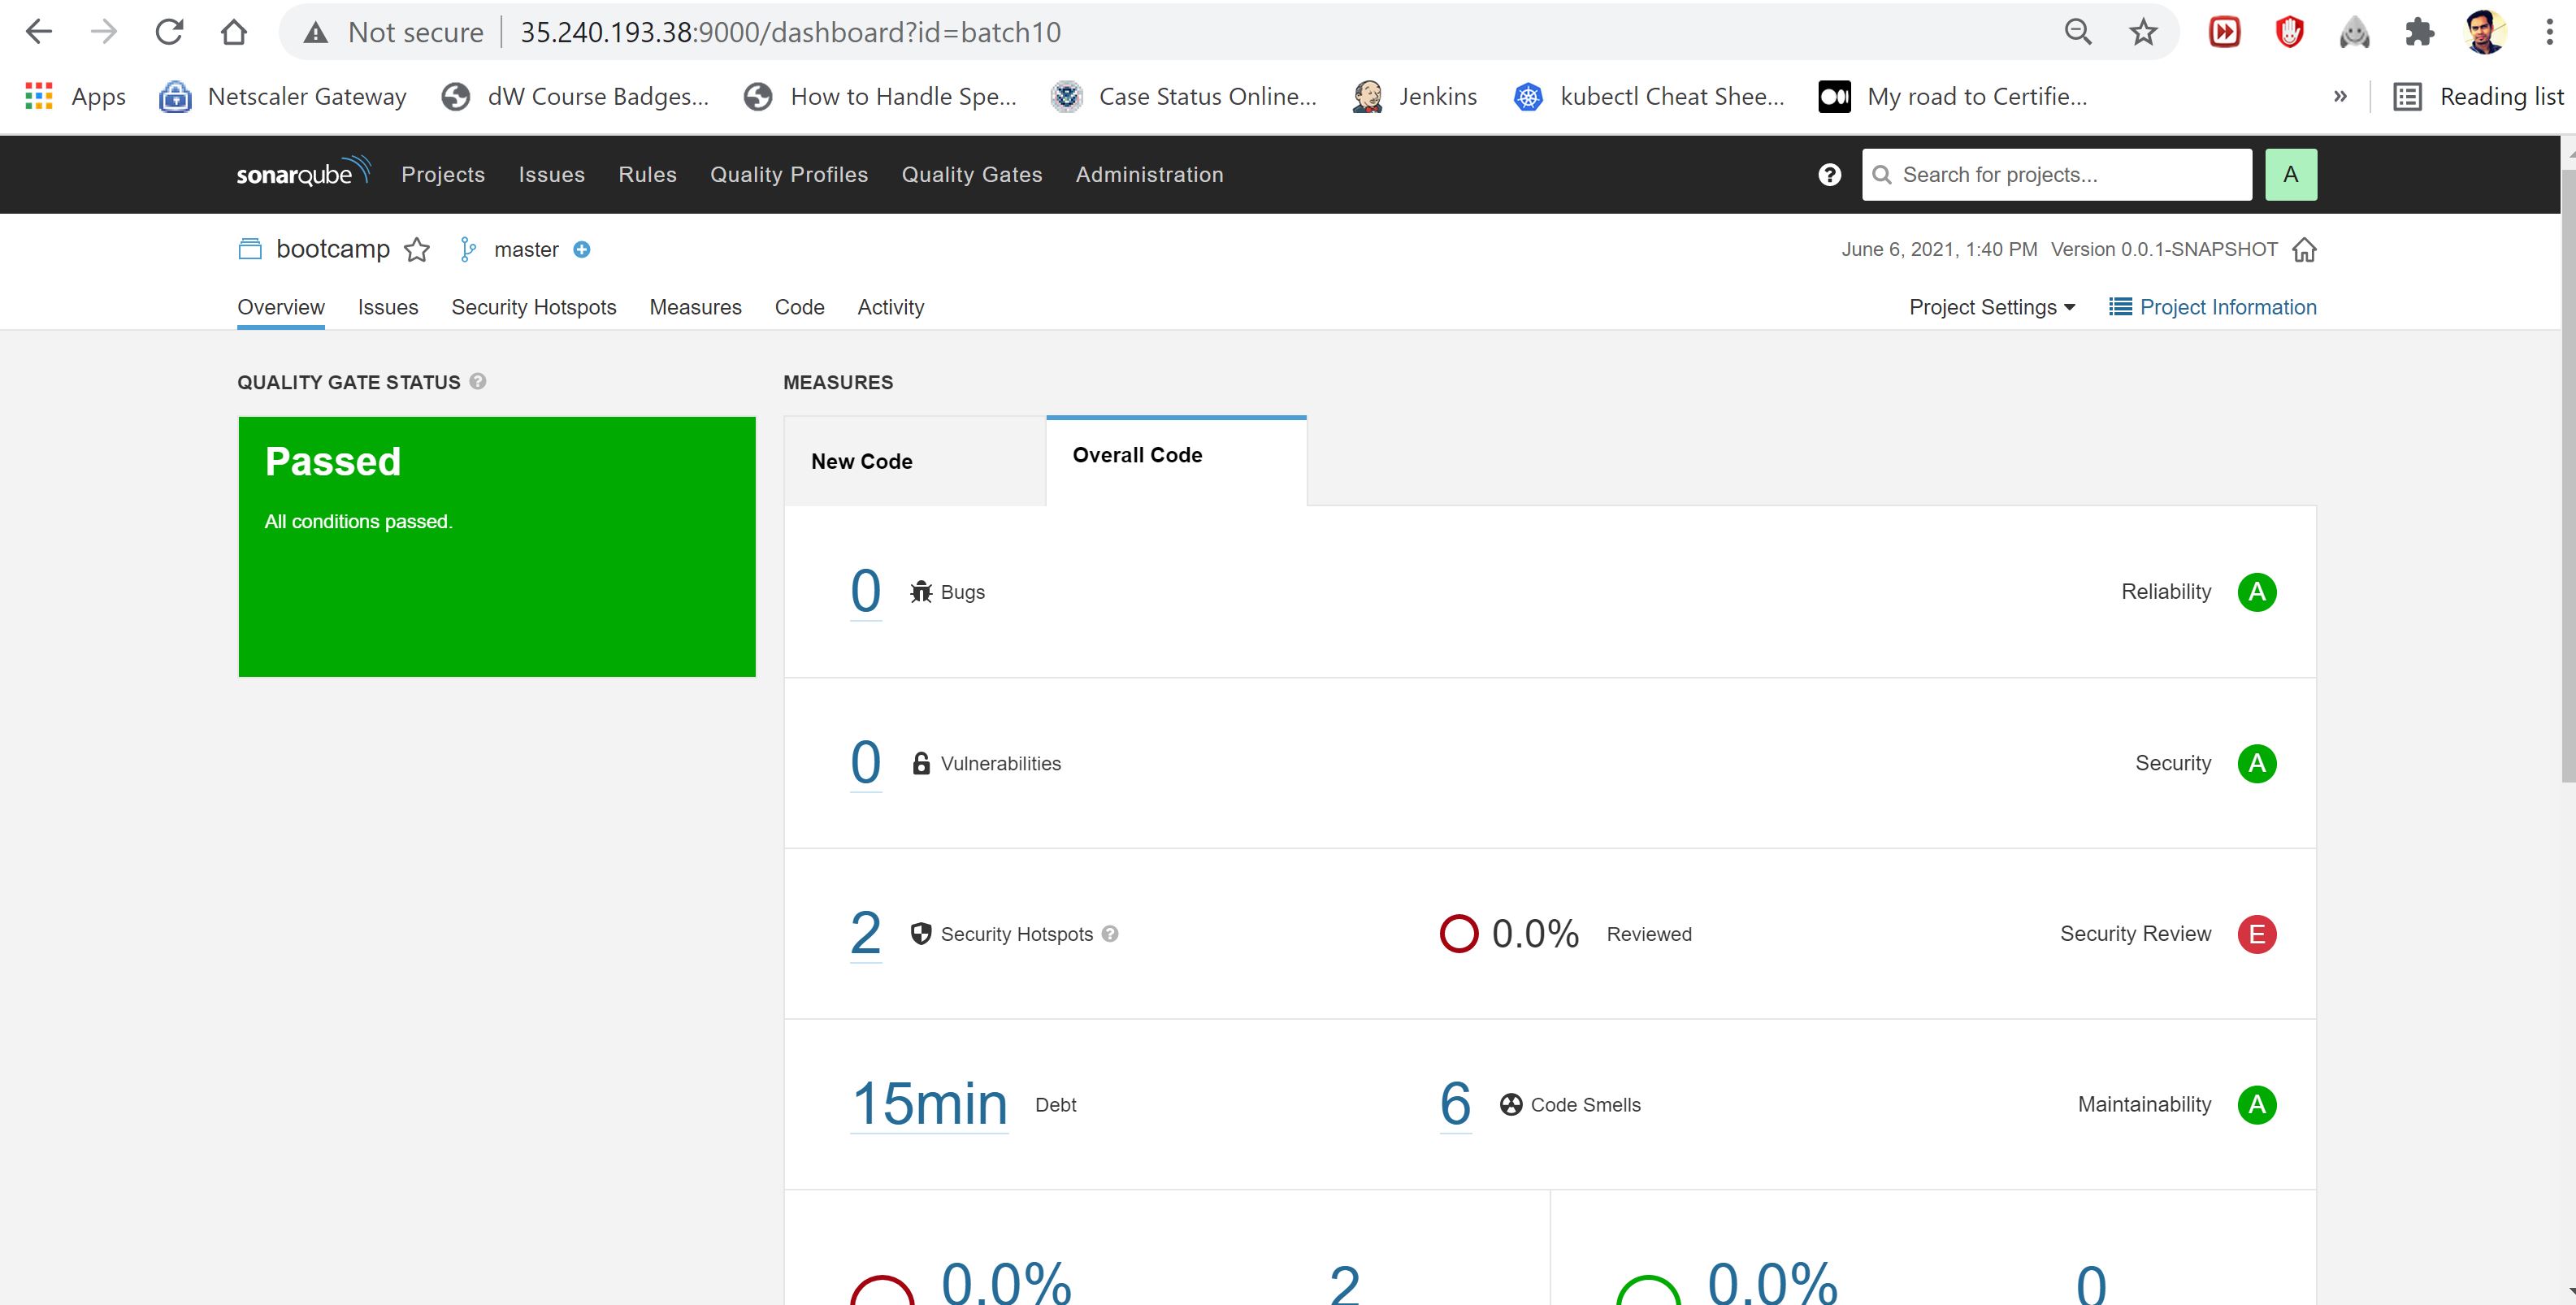 Not secure 35.240.193.38:9000/dashboard?id=batch10
Apps Netscaler Gateway dW Course Badges... How to Handle Spe... Case Status Online... Jenkins kubectl Cheat Shee... My road to Certifie... » Reading list
sonarqube Projects Issues Rules Quality Profiles Quality Gates Administration ? Search for projects... A
bootcamp master June 6, 2021, 1:40 PM Version 0.0.1-SNAPSHOT
Overview Issues Security Hotspots Measures Code Activity Project Settings Project Information
QUALITY GATE STATUS ? MEASURES
Passed
All conditions passed.
New Code Overall Code
0 Bugs Reliability A
0 Vulnerabilities Security A
2 Security Hotspots ? 0.0% Reviewed Security Review E
15min Debt 6 Code Smells Maintainability A
0.0% 2 0.0% 0